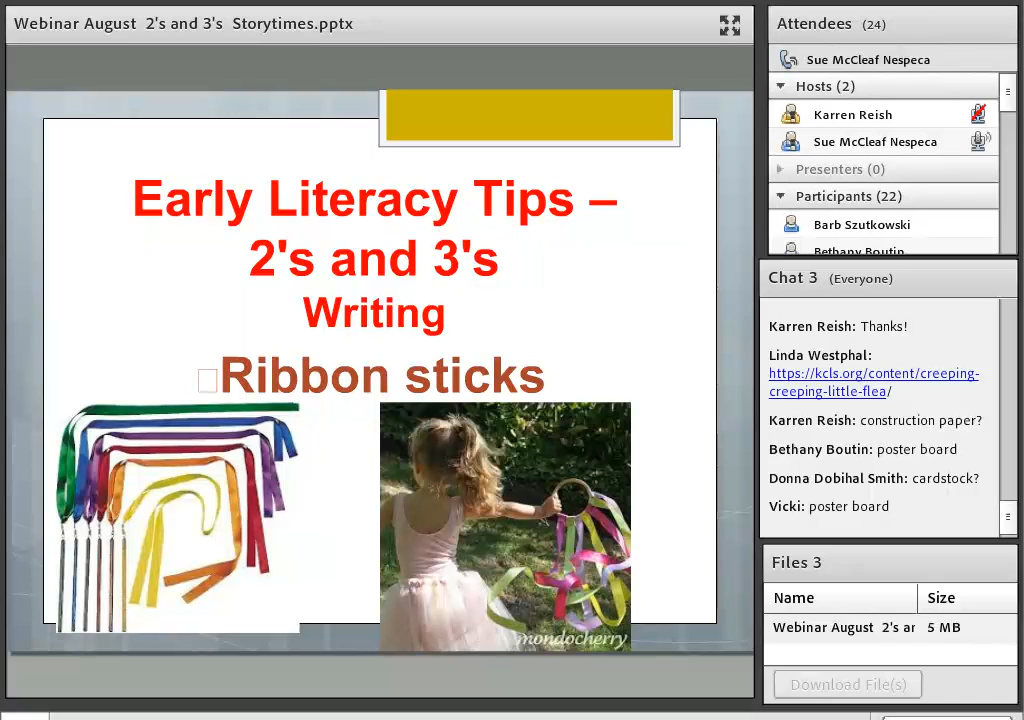 Webinar August 2's and 3's Storytimes.pptx
Early Literacy Tips –
2's and 3's
Writing
Ribbon sticks
mondocherry
Attendees (24)
Sue McCleaf Nespeca
Hosts (2)
Karren Reish
Sue McCleaf Nespeca
Presenters (0)
Participants (22)
Barb Szutkowski
Bethany Boutin
Chat 3 (Everyone)
Karren Reish: Thanks!
Linda Westphal:
https://kcls.org/content/creeping-
creeping-little-flea/
Karren Reish: construction paper?
Bethany Boutin: poster board
Donna Dobihal Smith: cardstock?
Vicki: poster board
Files 3
Name Size
Webinar August 2's ar 5 MB
Download File(s)